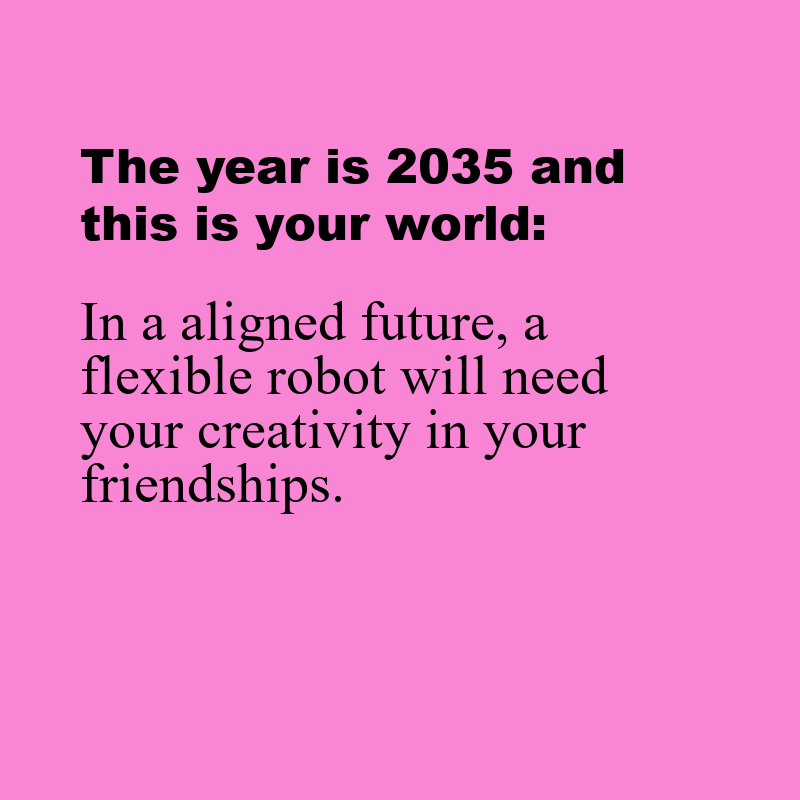 The year is 2035 and
this is your world:
In a aligned future, a
flexible robot will need
your creativity in your
friendships.